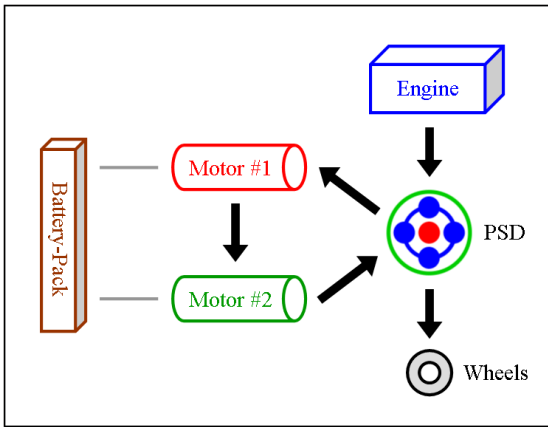 Engine
Motor #1
Battery-Pack
PSD
Motor #2
Wheels